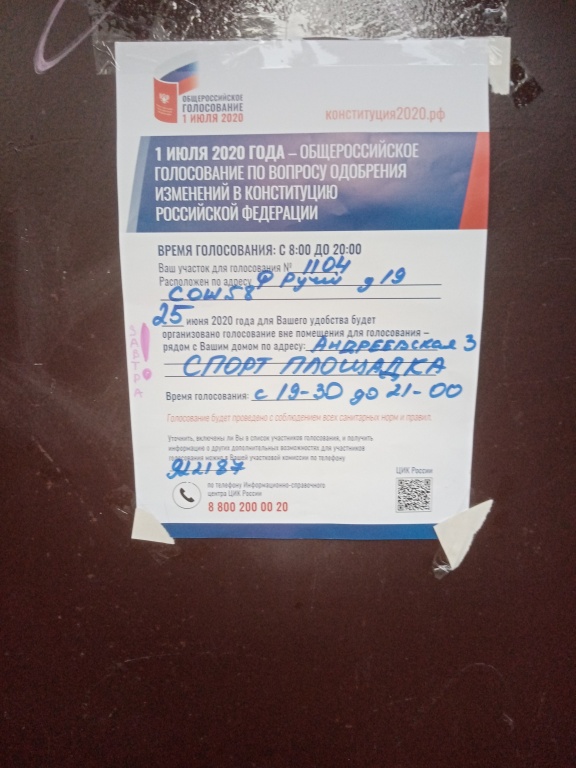 ОБЩЕРОССИЙСКОЕ
ГОЛОСОВАНИЕ
1 ИЮЛЯ 2020
конституция2020.рф
1 ИЮЛЯ 2020 ГОДА – ОБЩЕРОССИЙСКОЕ
ГОЛОСОВАНИЕ ПО ВОПРОСУ ОДОБРЕНИЯ
ИЗМЕНЕНИЙ В КОНСТИТУЦИЮ
РОССИЙСКОЙ ФЕДЕРАЦИИ
ВРЕМЯ ГОЛОСОВАНИЯ: С 8:00 ДО 20:00
Ваш участок для голосования № 1104
Расположен по адресу Ф Ручей д 19
СОШ 58
25 июня 2020 года для Вашего удобства будет
организовано голосование вне помещения для голосования –
рядом с Вашим домом по адресу: Андреевская 3
СПОРТ ПЛОЩАДКА
Время голосования: с 19-30 до 21-00
ЗАВТРА
Голосование будет проведено с соблюдением всех санитарных норм и правил.
Уточнить, включены ли Вы в список участников голосования, и получить
информацию о других дополнительных возможностях для участников
голосования можно в Вашей участковой комиссии по телефону
922187
ЦИК России
по телефону Информационно-справочного
центра ЦИК России
8 800 200 00 20